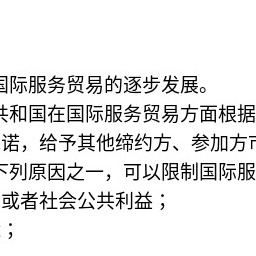 国际服务贸易的逐步发展。
共和国在国际服务贸易方面根据
诺，给予其他缔约方、参加方
下列原因之一，可以限制国际服
或者社会公共利益；
；